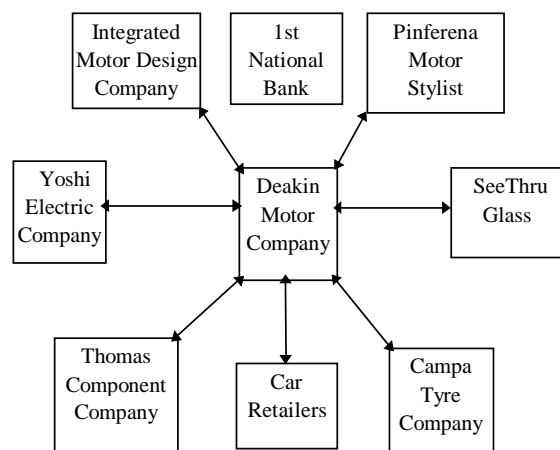 Integrated
Motor Design
Company
1st
National
Bank
Pinferena
Motor
Stylist
Yoshi
Electric
Company
Deakin
Motor
Company
SeeThru
Glass
Thomas
Component
Company
Car
Retailers
Campa
Tyre
Company